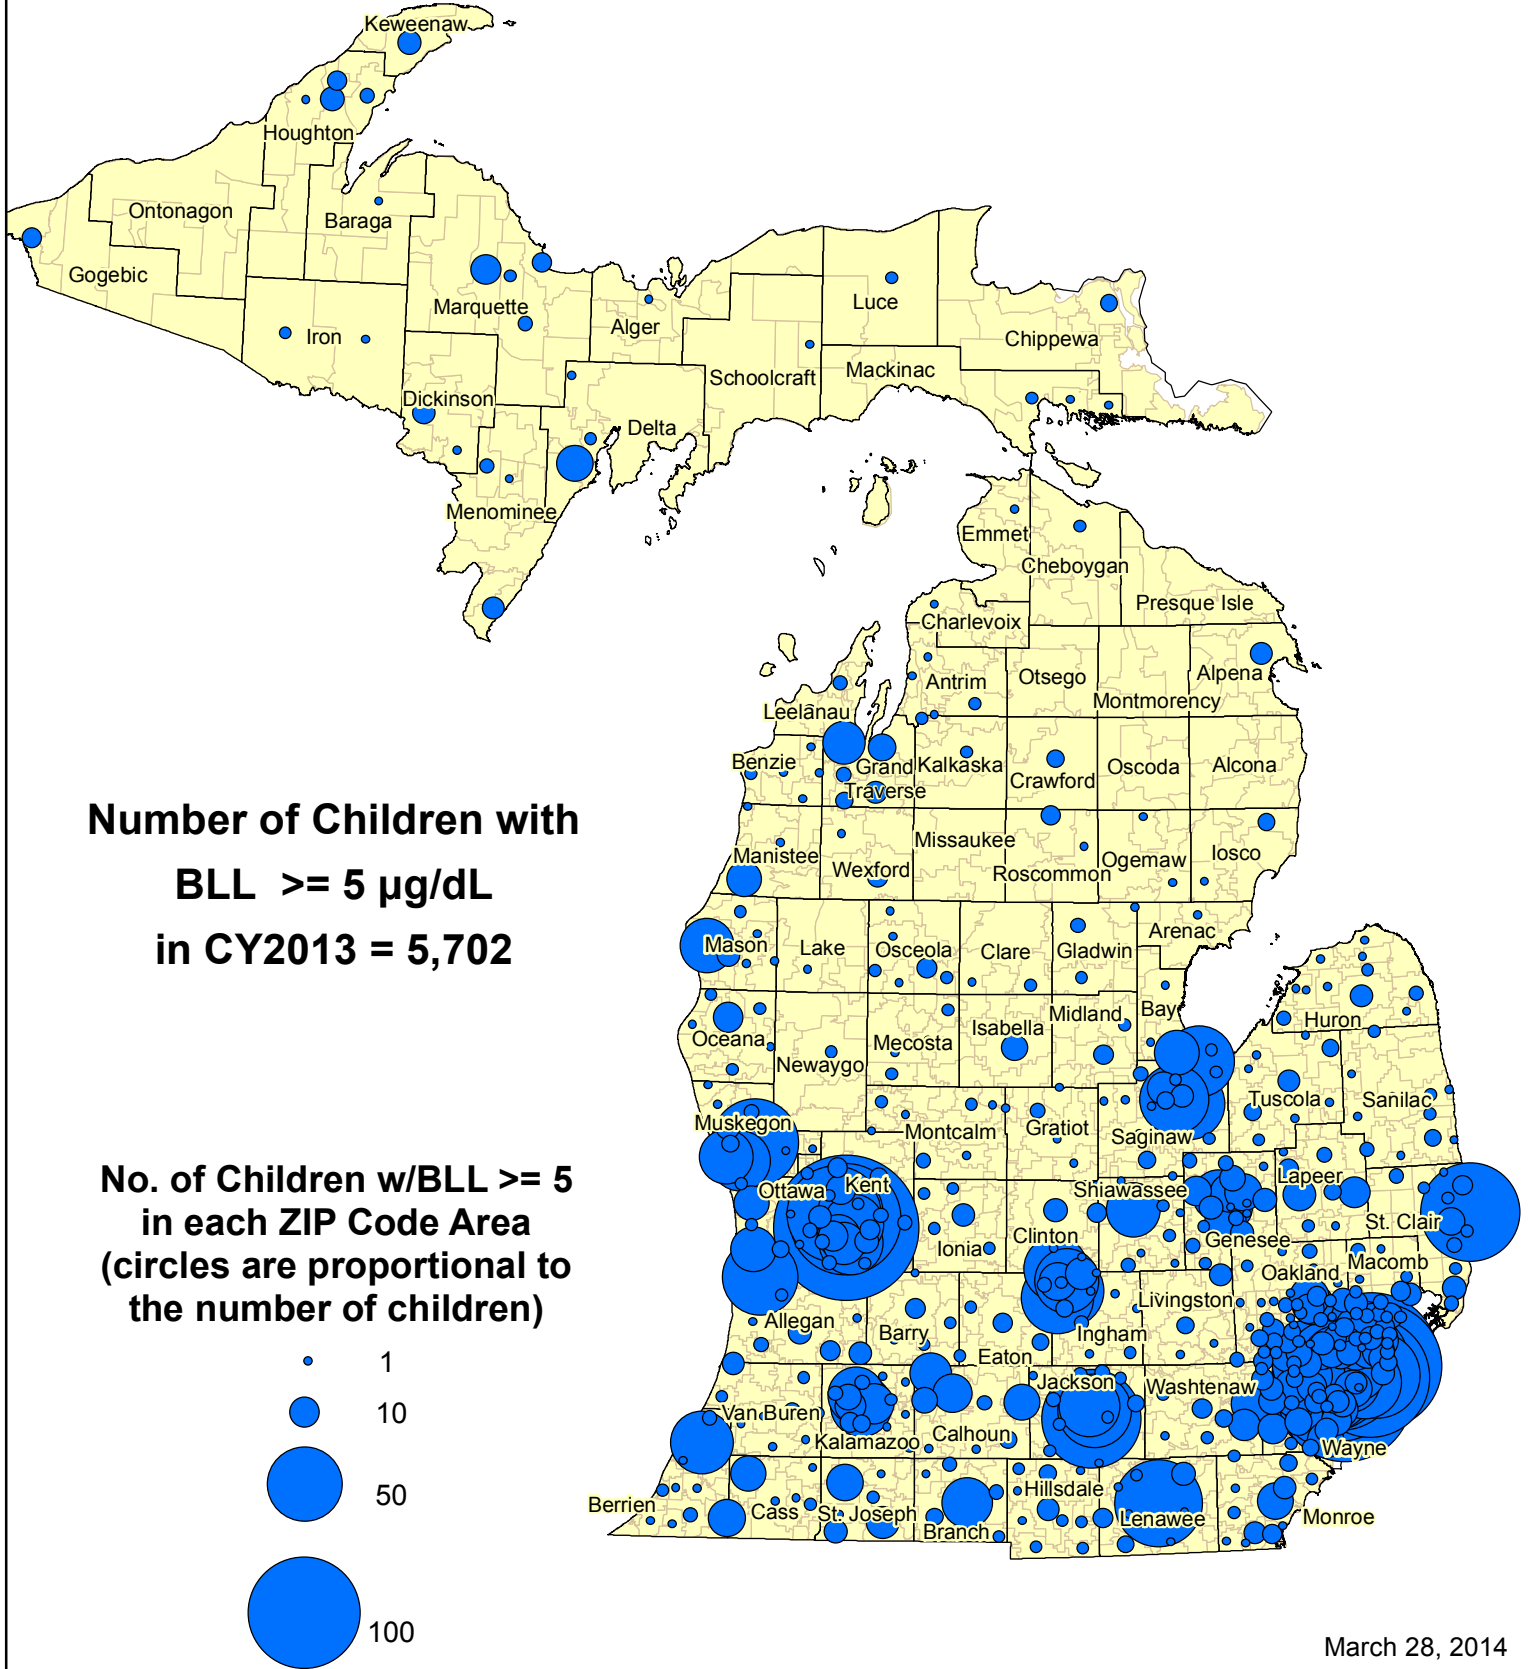 Keweenaw
Houghton
Ontonagon
Baraga
Gogebic
Marquette
Iron
Alger
Luce
Chippewa
Schoolcraft
Mackinac
Dickinson
Delta
Menominee
Emmet
Cheboygan
Presque Isle
Charlevoix
Antrim
Otsego
Montmorency
Alpena
Leelanau
Benzie
Grand
Traverse
Kalkaska
Crawford
Oscoda
Alcona
Number of Children with
BLL >= 5 µg/dL
in CY2013 = 5,702
Manistee
Wexford
Missaukee
Roscommon
Ogemaw
Iosco
Mason
Lake
Osceola
Clare
Gladwin
Arenac
Oceana
Newaygo
Mecosta
Isabella
Midland
Bay
Huron
Tuscola
Sanilac
Muskegon
Montcalm
Gratiot
Saginaw
No. of Children w/BLL >= 5
in each ZIP Code Area
(circles are proportional to
the number of children)
1
10
50
100
Ottawa
Kent
Ionia
Clinton
Shiawassee
Genesee
Lapeer
St. Clair
Oakland
Macomb
Allegan
Barry
Eaton
Ingham
Livingston
Van Buren
Kalamazoo
Calhoun
Jackson
Washtenaw
Wayne
Berrien
Cass
St. Joseph
Branch
Hillsdale
Lenawee
Monroe
March 28, 2014